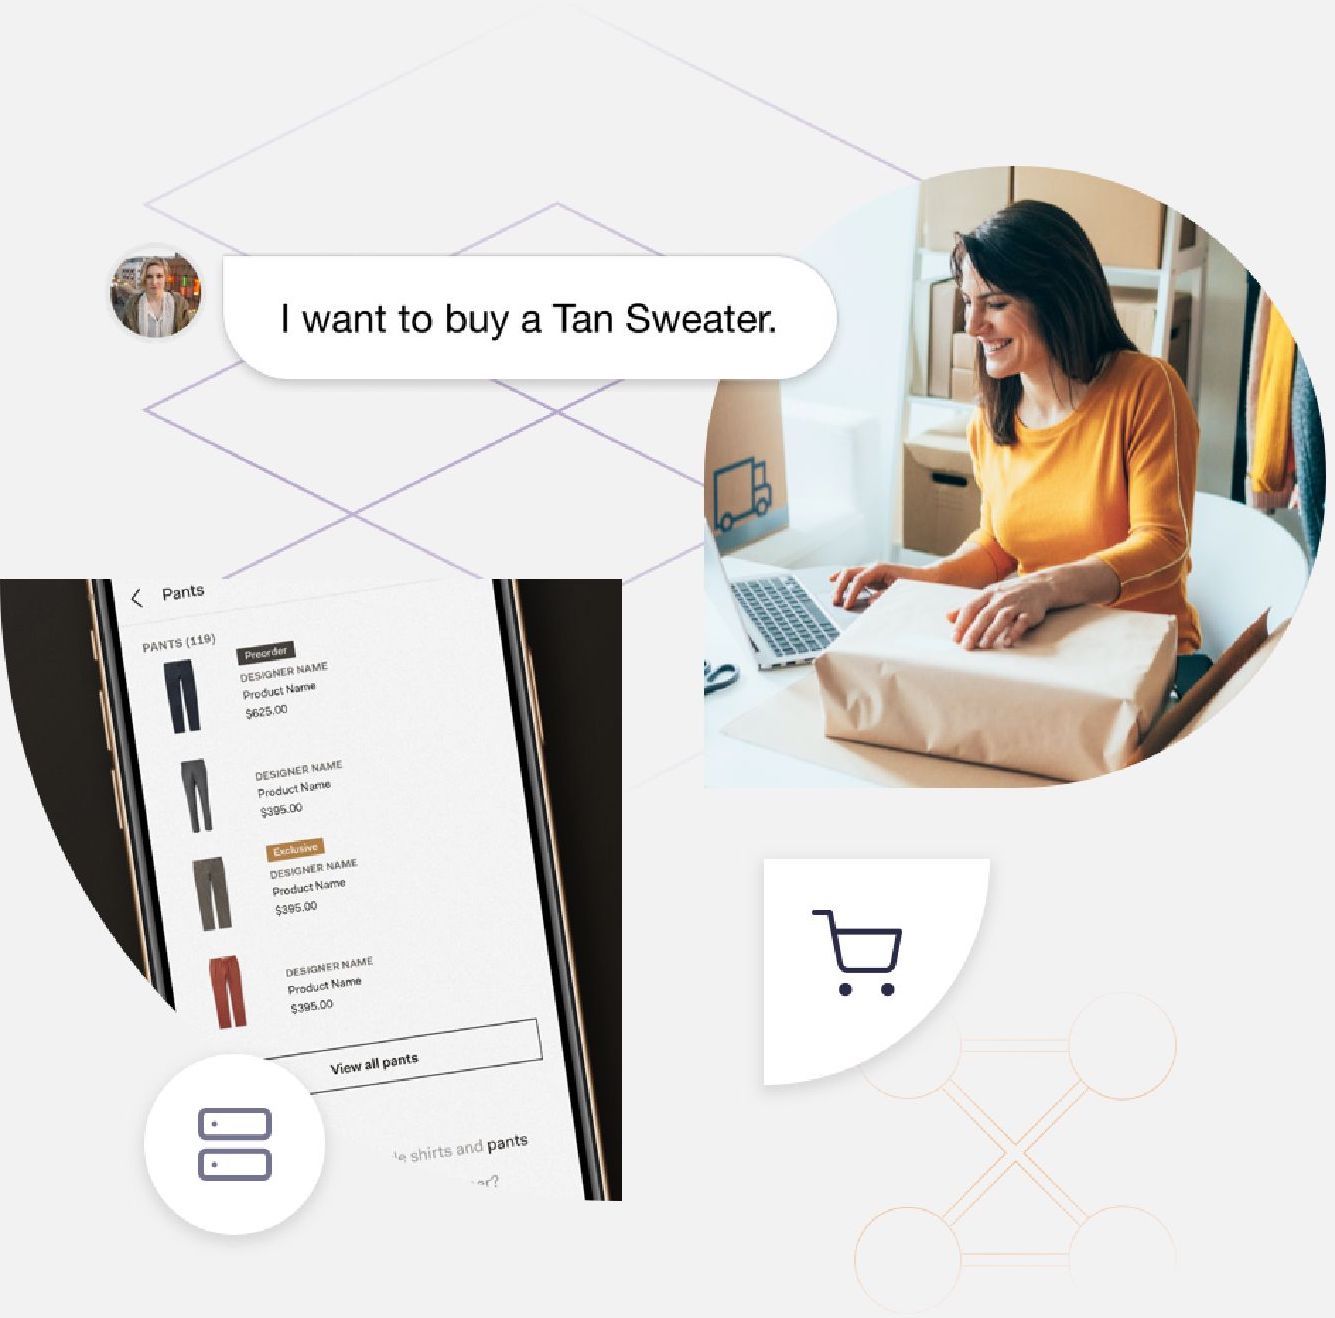 I want to buy a Tan Sweater.
Pants
PANTS (119)
Preorder
DESIGNER NAME
Product Name
$625.00
DESIGNER NAME
Product Name
$395.00
Exclusive
DESIGNER NAME
Product Name
$395.00
DESIGNER NAME
Product Name
$395.00
View all pants
shirts and pants